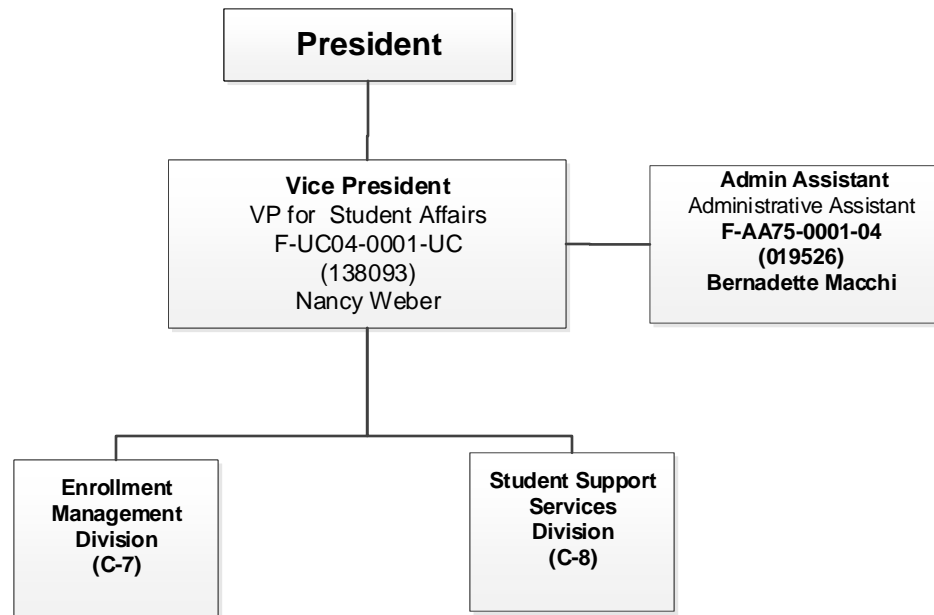 President
Vice President
VP for Student Affairs
F-UC04-0001-UC
(138093)
Nancy Weber
Admin Assistant
Administrative Assistant
F-AA75-0001-04
(019526)
Bernadette Macchi
Enrollment
Management
Division
(C-7)
Student Support
Services
Division
(C-8)